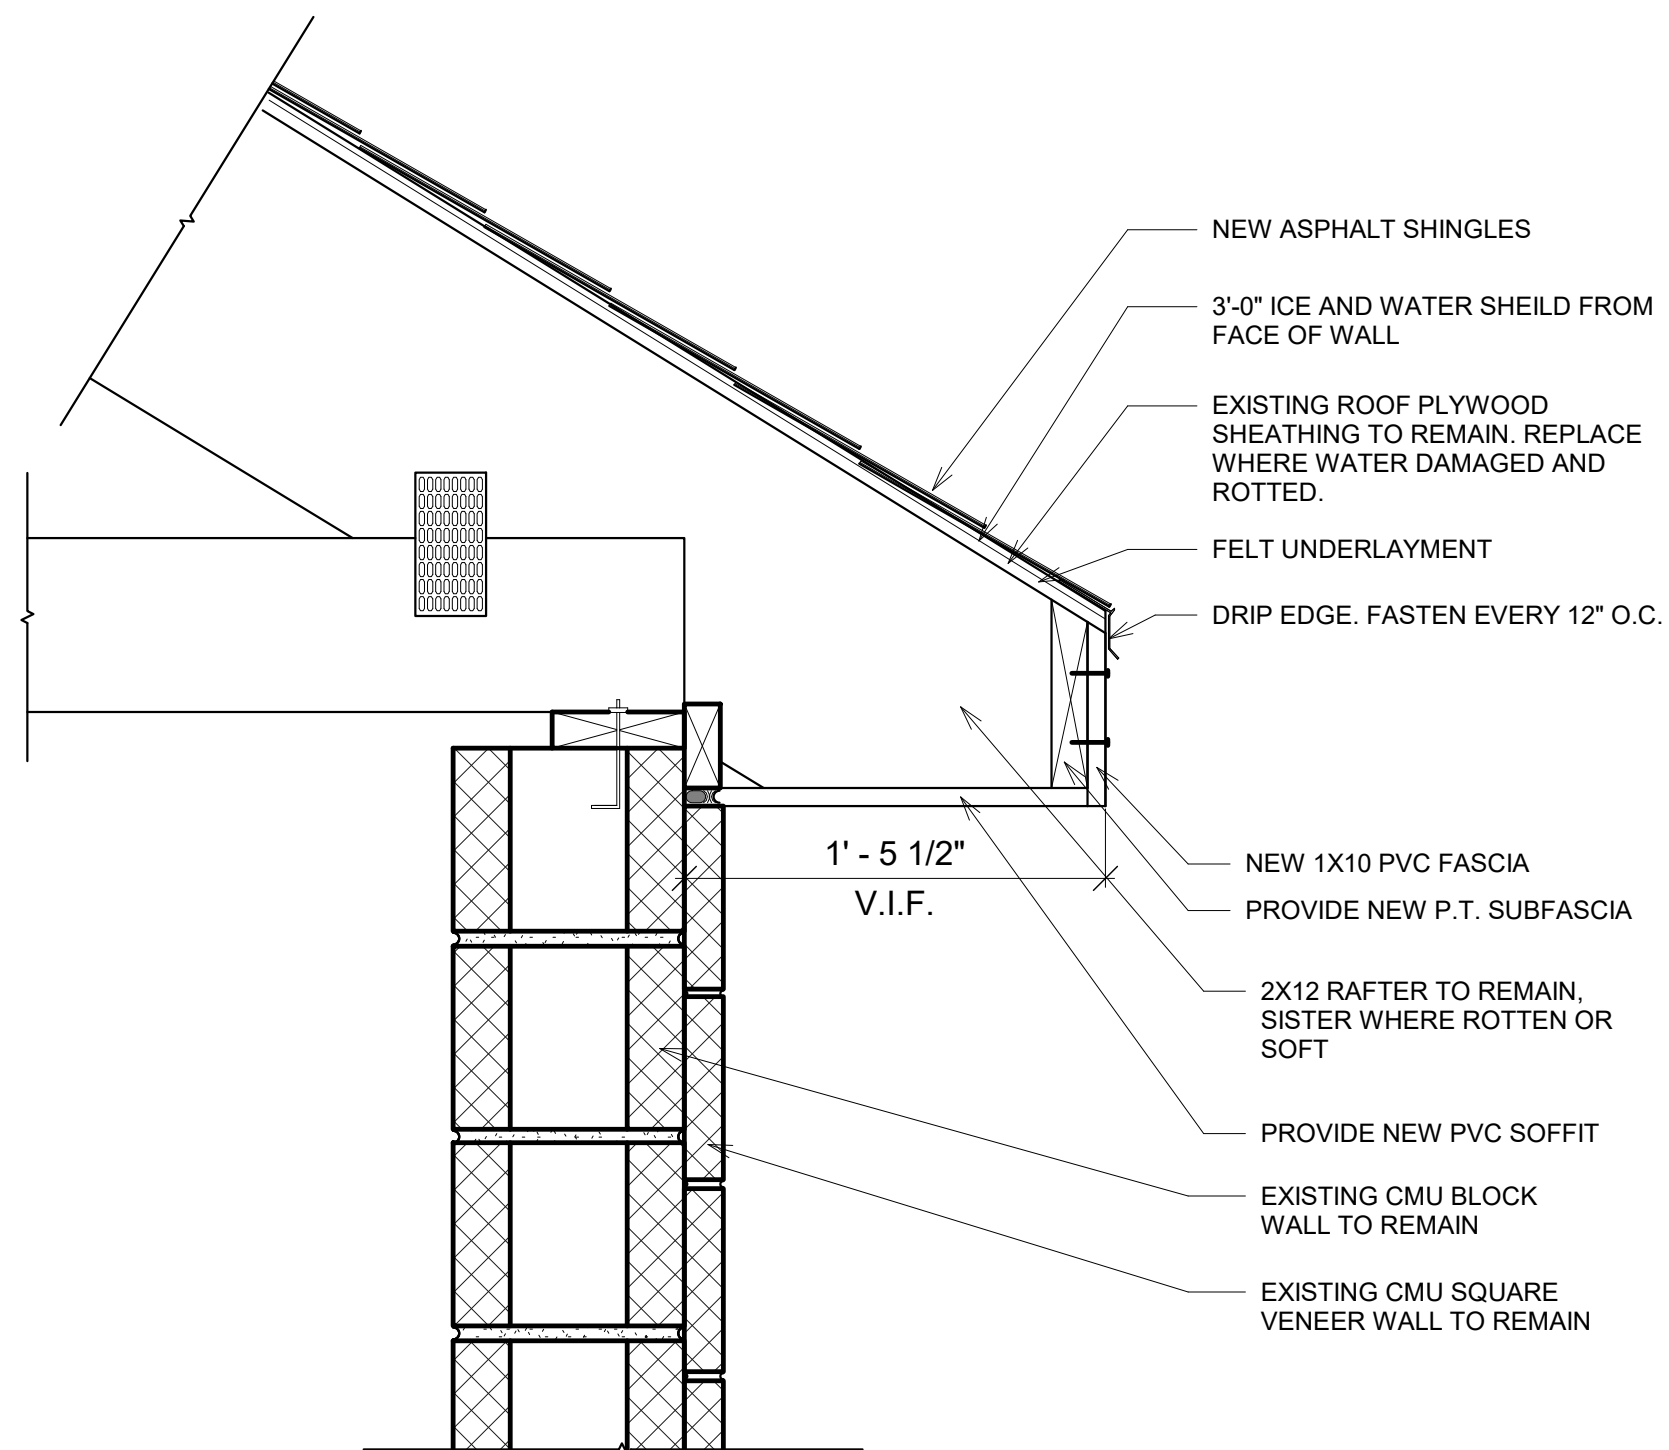 NEW ASPHALT SHINGLES
3'-0" ICE AND WATER SHEILD FROM
FACE OF WALL
EXISTING ROOF PLYWOOD
SHEATHING TO REMAIN. REPLACE
WHERE WATER DAMAGED AND
ROTTED.
FELT UNDERLAYMENT
DRIP EDGE. FASTEN EVERY 12" O.C.
1' - 5 1/2"
V.I.F.
NEW 1X10 PVC FASCIA
PROVIDE NEW P.T. SUBFASCIA
2X12 RAFTER TO REMAIN,
SISTER WHERE ROTTEN OR
SOFT
PROVIDE NEW PVC SOFFIT
EXISTING CMU BLOCK
WALL TO REMAIN
EXISTING CMU SQUARE
VENEER WALL TO REMAIN